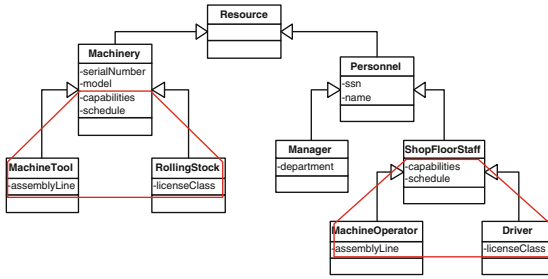 Resource
Machinery
-serialNumber
-model
-capabilities
-schedule
Personnel
-ssn
-name
MachineTool
-assemblyLine
RollingStock
-licenseClass
Manager
-department
ShopFloorStaff
-capabilities
-schedule
MachineOperator
-assemblyLine
Driver
-licenseClass